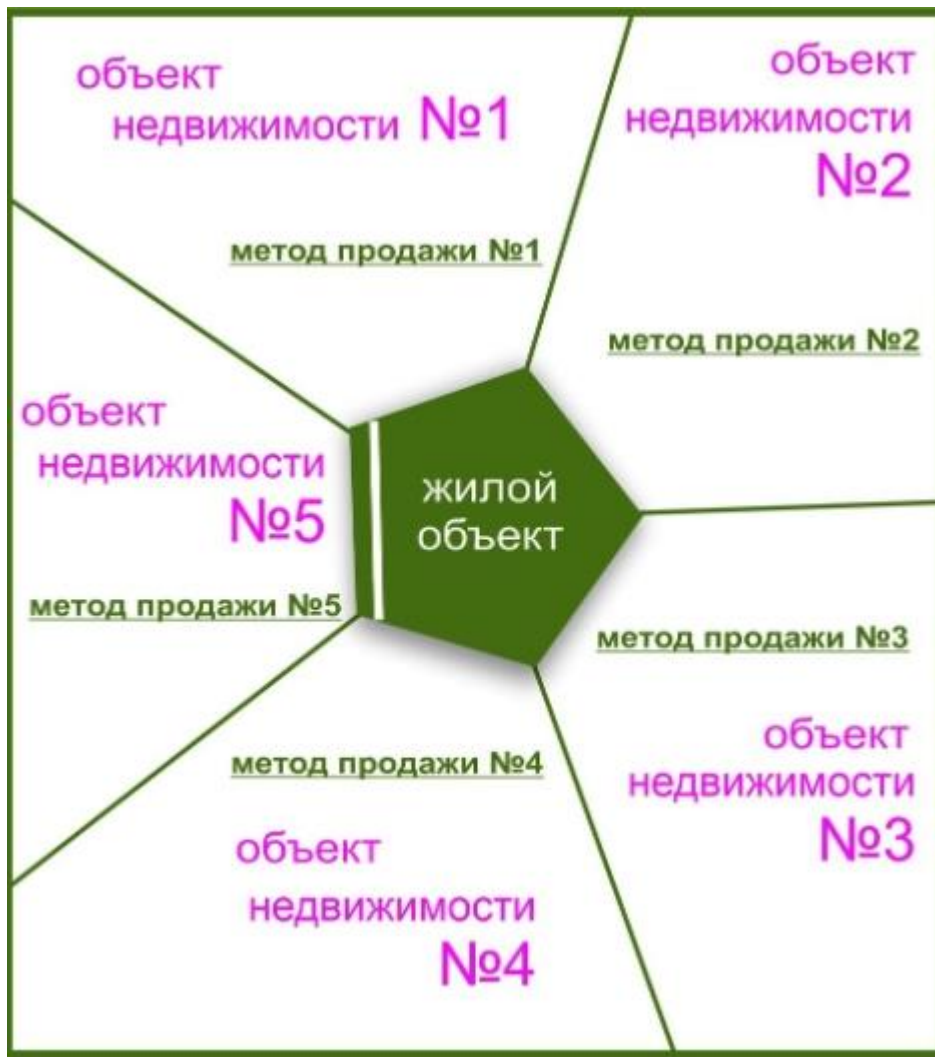 объект
недвижимости №1
объект
недвижимости
№2
метод продажи №1
метод продажи №2
объект
недвижимости
№5
жилой
объект
метод продажи №5
метод продажи №3
объект
недвижимости
№3
метод продажи №4
объект
недвижимости
№4